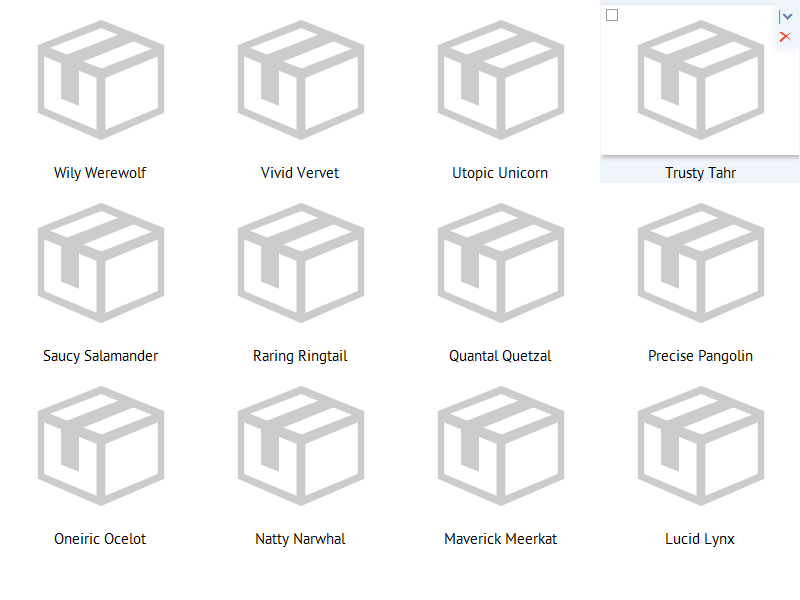 Wily Werewolf
Vivid Vervet
Utopic Unicorn
Trusty Tahr
Saucy Salamander
Raring Ringtail
Quantal Quetzal
Precise Pangolin
Oneiric Ocelot
Natty Narwhal
Maverick Meerkat
Lucid Lynx